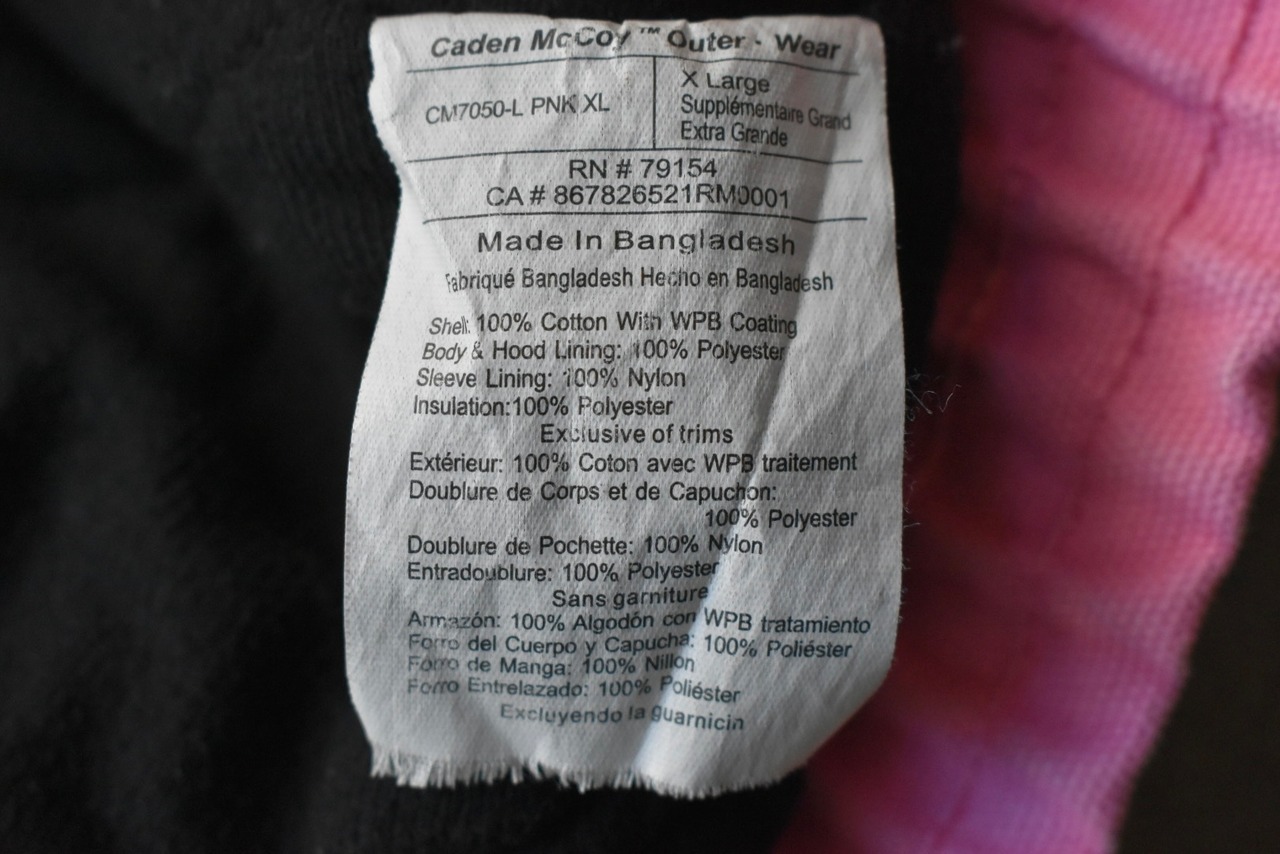 Caden McCoy™ Outer - Wear
CM7050-L PNK XL
X Large
Supplémentaire Grand
Extra Grande
RN # 79154
CA # 867826521RM0001
Made In Bangladesh
Fabriqué Bangladesh Hecho en Bangladesh
Shell: 100% Cotton With WPB Coating
Body & Hood Lining: 100% Polyester
Sleeve Lining: 100% Nylon
Insulation:100% Polyester
Exclusive of trims
Extérieur: 100% Coton avec WPB traitement
Doublure de Corps et de Capuchon:
100% Polyester
Doublure de Pochette: 100% Nylon
Entradoublure: 100% Polyester
Sans garniture
Armazón: 100% Algodón con WPB tratamiento
Forro del Cuerpo y Capucha: 100% Poliéster
Forro de Manga: 100% Nillon
Forro Entrelazado: 100% Poliéster
Excluyendo la guarnicin